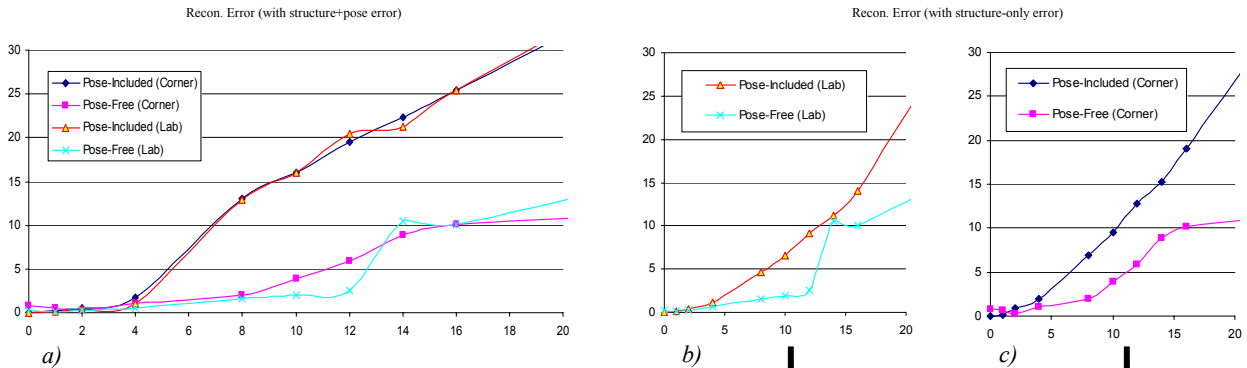 Recon. Error (with structure+pose error)
30
25
20
15
10
5
0
Pose-Included (Corner)
Pose-Free (Corner)
Pose-Included (Lab)
Pose-Free (Lab)
0 2 4 6 8 10 12 14 16 18 20
a)
Recon. Error (with structure-only error)
30
25
20
15
10
5
0
Pose-Included (Lab)
Pose-Free (Lab)
0 5 10 15 20
b)
30
25
20
15
10
5
0
Pose-Included (Corner)
Pose-Free (Corner)
0 5 10 15 20
c)